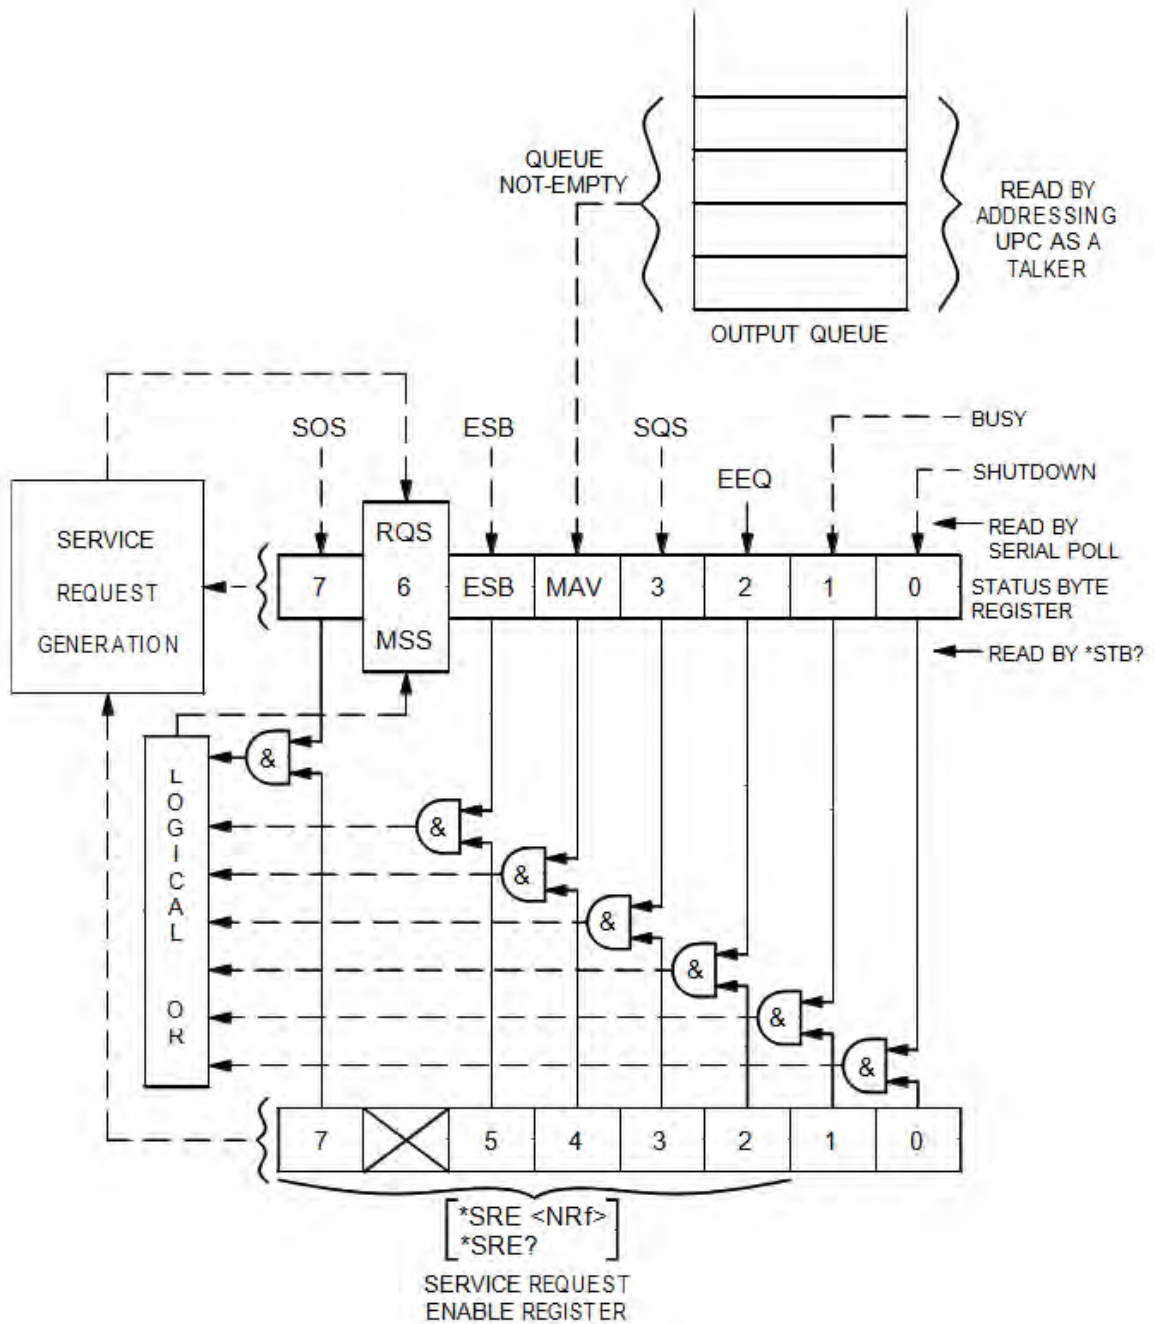 QUEUE
NOT-EMPTY
READ BY
ADDRESSING
UPC AS A
TALKER
OUTPUT QUEUE
SOS
ESB
SQS
EEQ
BUSY
SHUTDOWN
READ BY
SERIAL POLL
SERVICE
REQUEST
GENERATION
RQS
7 6 ESB MAV 3 2 1 0
MSS
STATUS BYTE
REGISTER
READ BY *STB?
LOGICAL OR
&
&
&
&
&
&
&
7 5 4 3 2 1 0
*SRE <NRf>
*SRE?
SERVICE REQUEST
ENABLE REGISTER